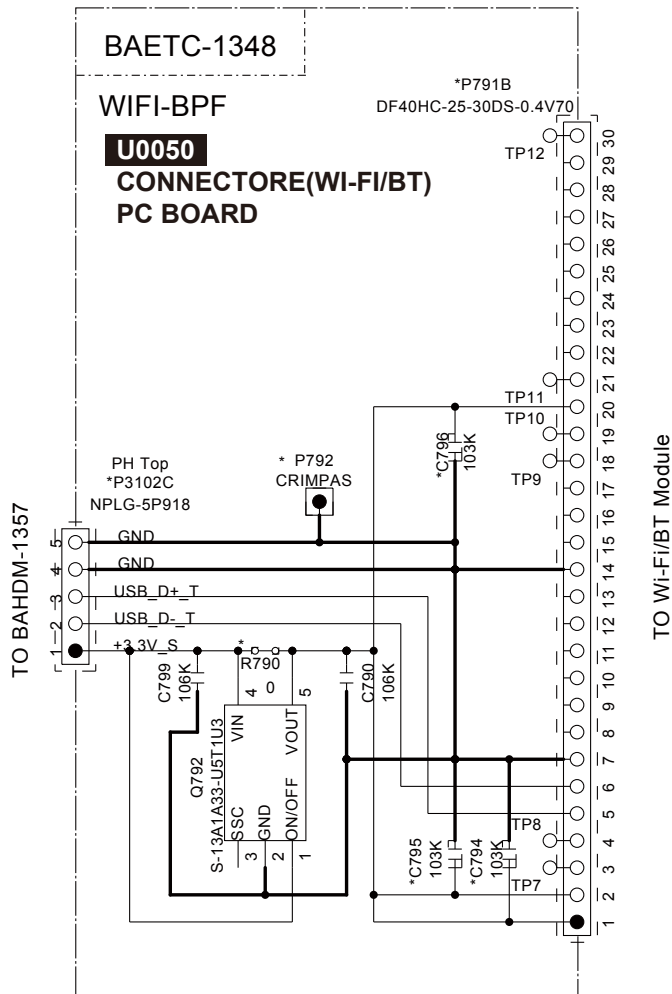 BAETC-1348
WIFI-BPF
U0050
CONNECTORE(WI-FI/BT)
PC BOARD
*P791B
DF40HC-25-30DS-0.4V70
TP12
30
29
28
27
26
25
24
23
22
21
TP11
20
TP10
19
18
TP9
17
16
15
14
13
12
11
10
9
8
7
6
5
TP8
4
3
TP7
2
1
TO Wi-Fi/BT Module
*C796
103K
PH Top
*P3102C
NPLG-5P918
* P792
CRIMPAS
TO BAHDM-1357
5
GND
4
GND
3
USB_D+_T
2
USB_D-_T
1
+3.3V_S
C799
106K
*
R790
0
4
5
C790
106K
VIN
VOUT
Q792
S-13A1A33-U5T1U3
SSC
GND
ON/OFF
3
2
1
*C795
103K
*C794
103K